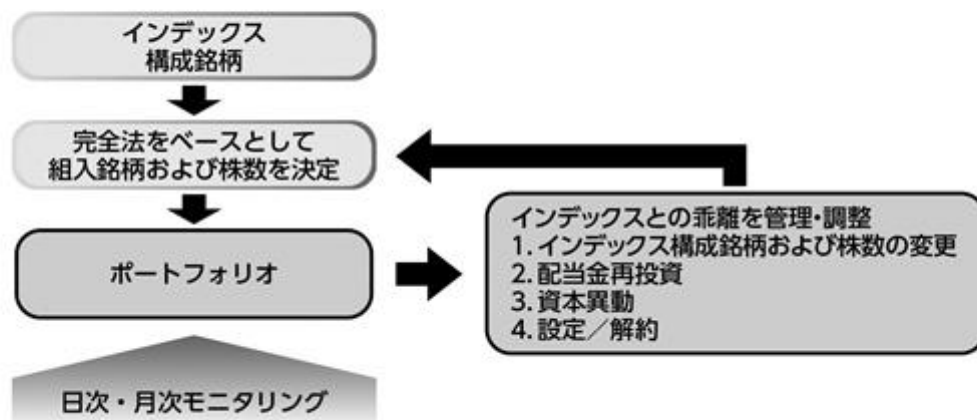 インデックス
構成銘柄
完全法をベースとして
組入銘柄および株数を決定
ポートフォリオ
インデックスとの乖離を管理・調整
1. インデックス構成銘柄および株数の変更
2. 配当金再投資
3. 資本異動
4. 設定／解約
日次・月次モニタリング